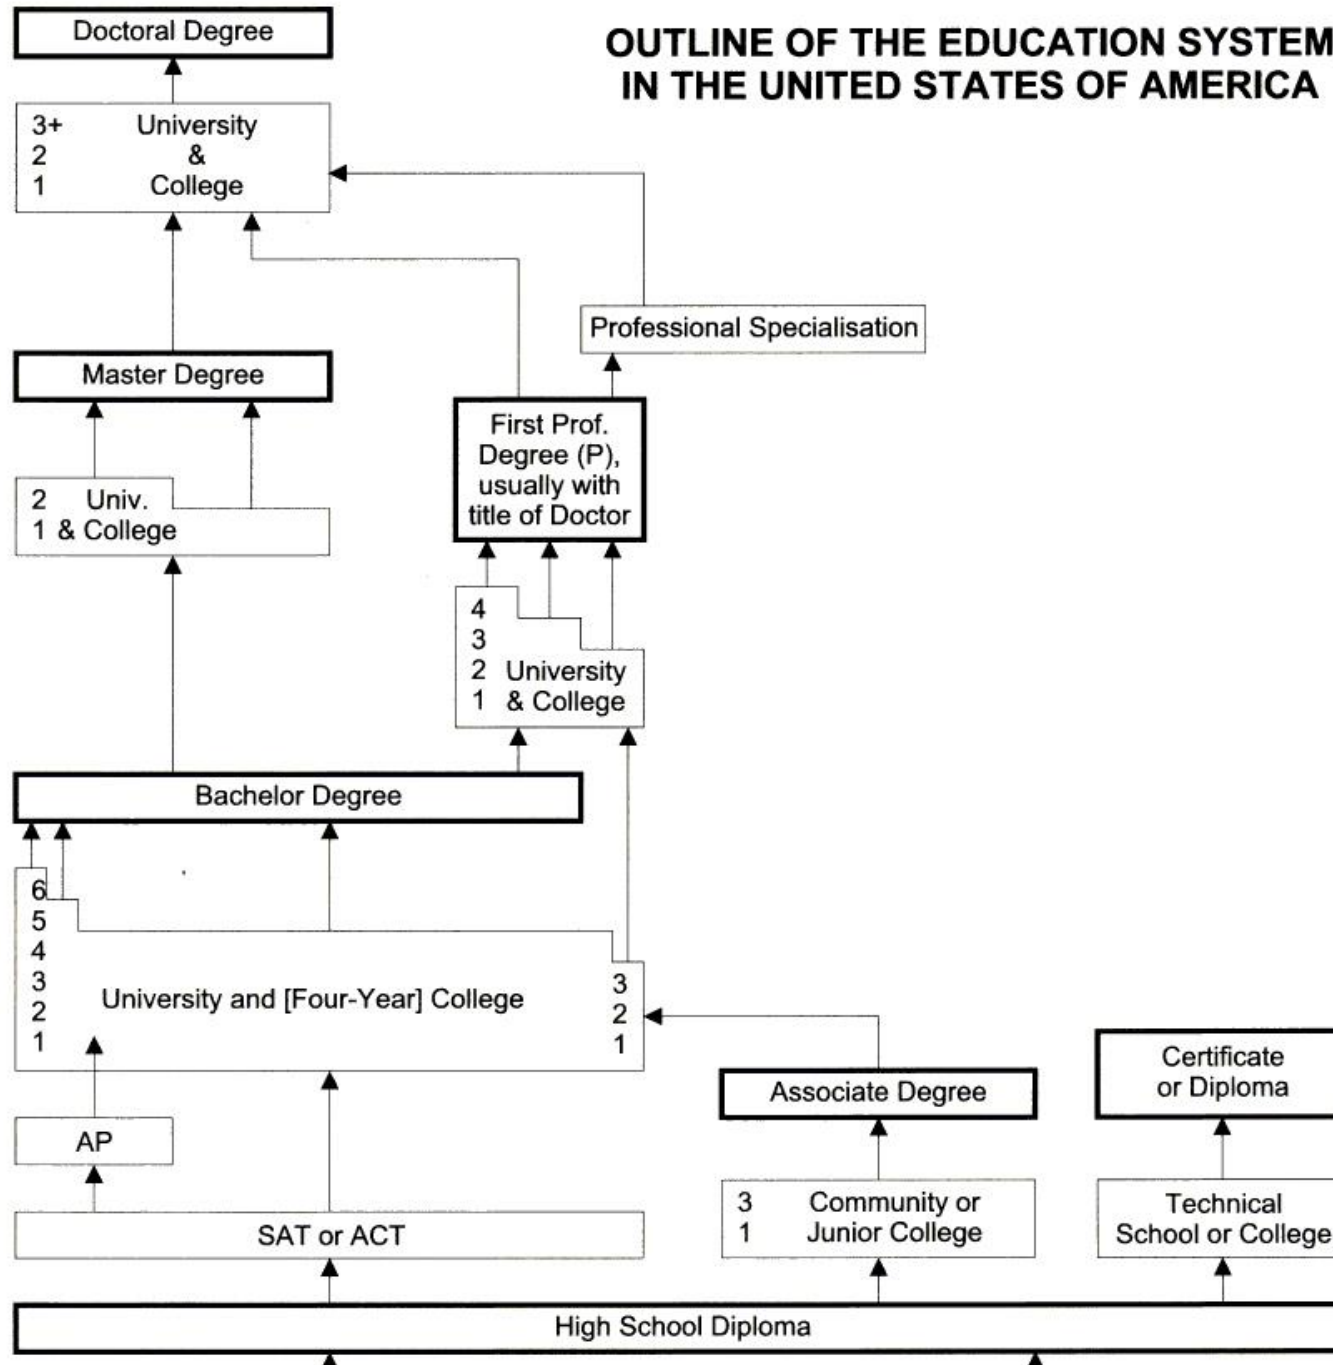 OUTLINE OF THE EDUCATION SYSTEM
IN THE UNITED STATES OF AMERICA
Doctoral Degree
3+ University
2 &
1 College
Professional Specialisation
Master Degree
First Prof.
Degree (P),
usually with
title of Doctor
2 Univ.
1 & College
4
3
2 University
1 & College
Bachelor Degree
6
5
4
3 3
2 University and [Four-Year] College 2
1 1
Certificate
or Diploma
Associate Degree
AP
3 Community or
1 Junior College
Technical
School or College
SAT or ACT
High School Diploma